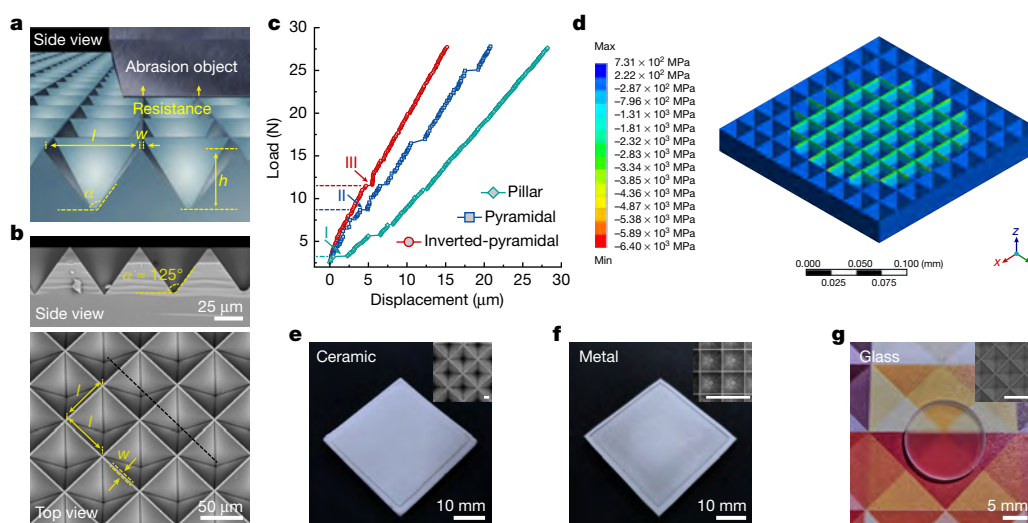 a
Side view
Abrasion object
Resistance
l
w
h
α
b
α ≈ 125°
Side view
25 μm
l
l
w
Top view
50 μm
c
Load (N)
30
25
20
15
10
5
0
5
10
15
20
25
30
Displacement (μm)
I
II
III
Pillar
Pyramidal
Inverted-pyramidal
d
Max
7.31 × 10² MPa
2.22 × 10² MPa
−2.87 × 10² MPa
−7.96 × 10² MPa
−1.31 × 10³ MPa
−1.81 × 10³ MPa
−2.32 × 10³ MPa
−2.83 × 10³ MPa
−3.34 × 10³ MPa
−3.85 × 10³ MPa
−4.36 × 10³ MPa
−4.87 × 10³ MPa
−5.38 × 10³ MPa
−5.89 × 10³ MPa
−6.40 × 10³ MPa
Min
0.000
0.050
0.100 (mm)
0.025
0.075
z
x
e
Ceramic
10 mm
f
Metal
10 mm
g
Glass
5 mm